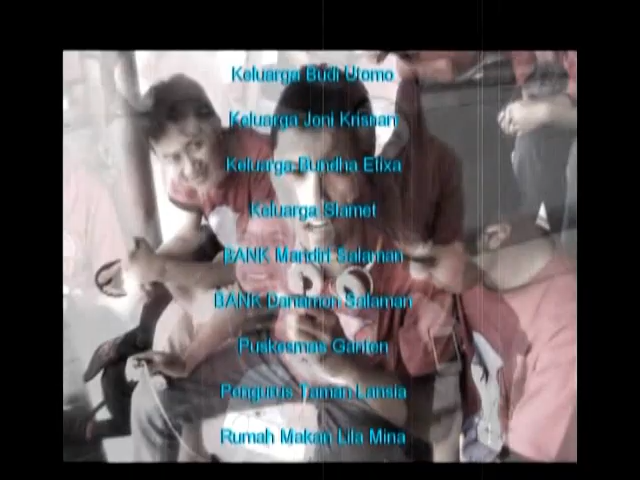 Keluarga Budi Utomo
Keluarga Joni Krisnan
Keluarga Bundha Elixa
Keluarga Slamet
BANK Mandiri Salaman
BANK Danamon Salaman
Puskesmas Ganten
Pengurus Taman Lansia
Rumah Makan Lila Mina